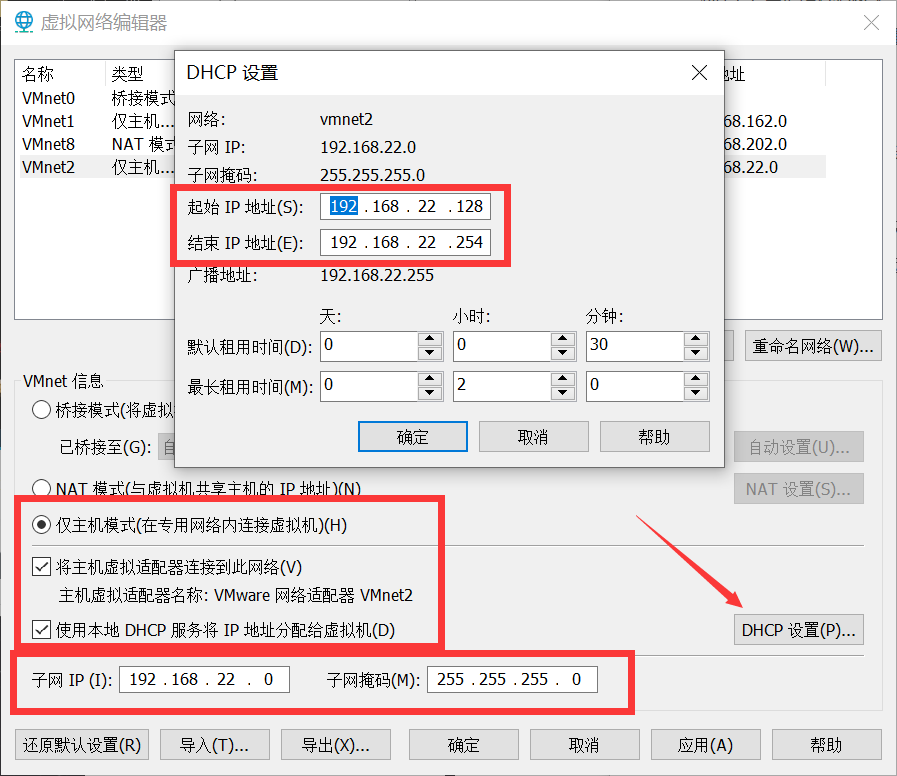 虚拟网络编辑器
名称 类型 地址
VMnet0 桥接模式
VMnet1 仅主机... 68.162.0
VMnet8 NAT 模式 68.202.0
VMnet2 仅主机... 68.22.0
DHCP 设置
网络: vmnet2
子网 IP: 192.168.22.0
子网掩码: 255.255.255.0
起始 IP 地址(S): 192 . 168 . 22 . 128
结束 IP 地址(E): 192 . 168 . 22 . 254
广播地址: 192.168.22.255
天: 小时: 分钟:
默认租用时间(D): 0 0 30
最长租用时间(M): 0 2 0
确定 取消 帮助
重命名网络(W)...
VMnet 信息
桥接模式(将虚拟
已桥接至(G): 自 自动设置(U)...
NAT 模式(与虚拟机共享主机的 IP 地址)(N) NAT 设置(S)...
仅主机模式(在专用网络内连接虚拟机)(H)
将主机虚拟适配器连接到此网络(V)
主机虚拟适配器名称: VMware 网络适配器 VMnet2
使用本地 DHCP 服务将 IP 地址分配给虚拟机(D) DHCP 设置(P)...
子网 IP (I): 192 . 168 . 22 . 0 子网掩码(M): 255 . 255 . 255 . 0
还原默认设置(R) 导入(T)... 导出(X)... 确定 取消 应用(A) 帮助